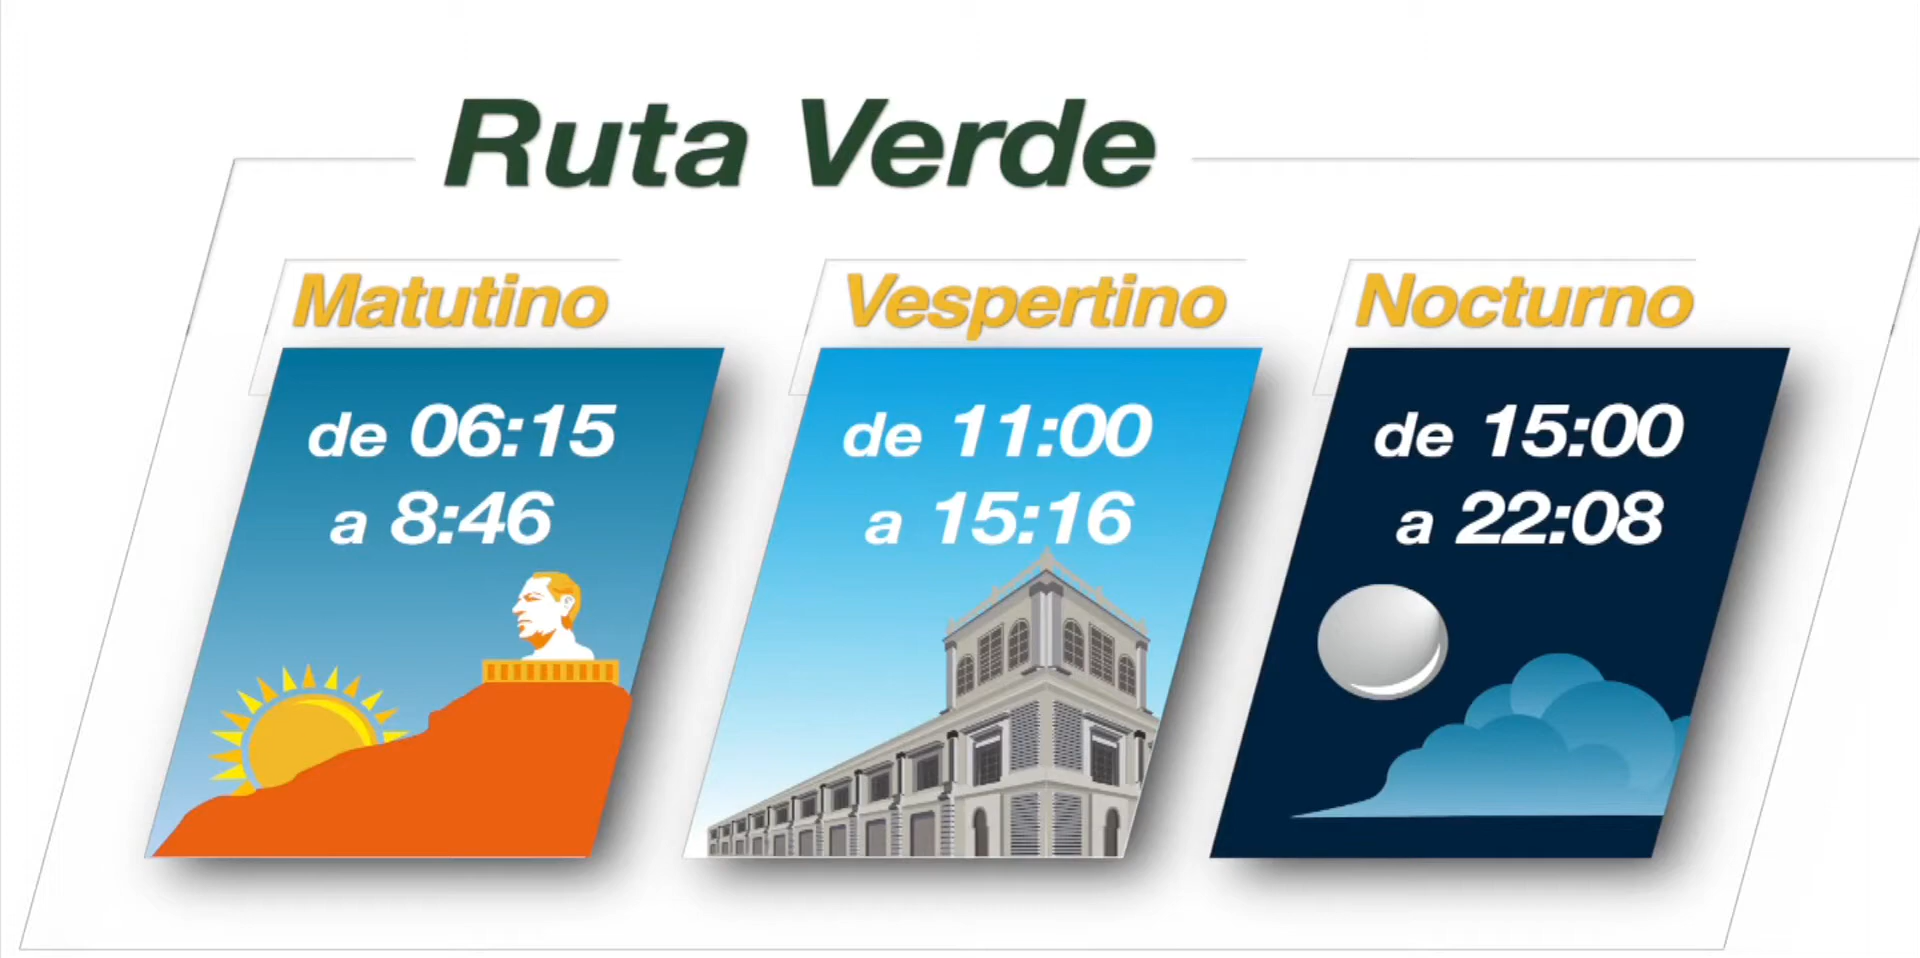 Ruta Verde
Matutino
de 06:15
a 8:46
Vespertino
de 11:00
a 15:16
Nocturno
de 15:00
a 22:08